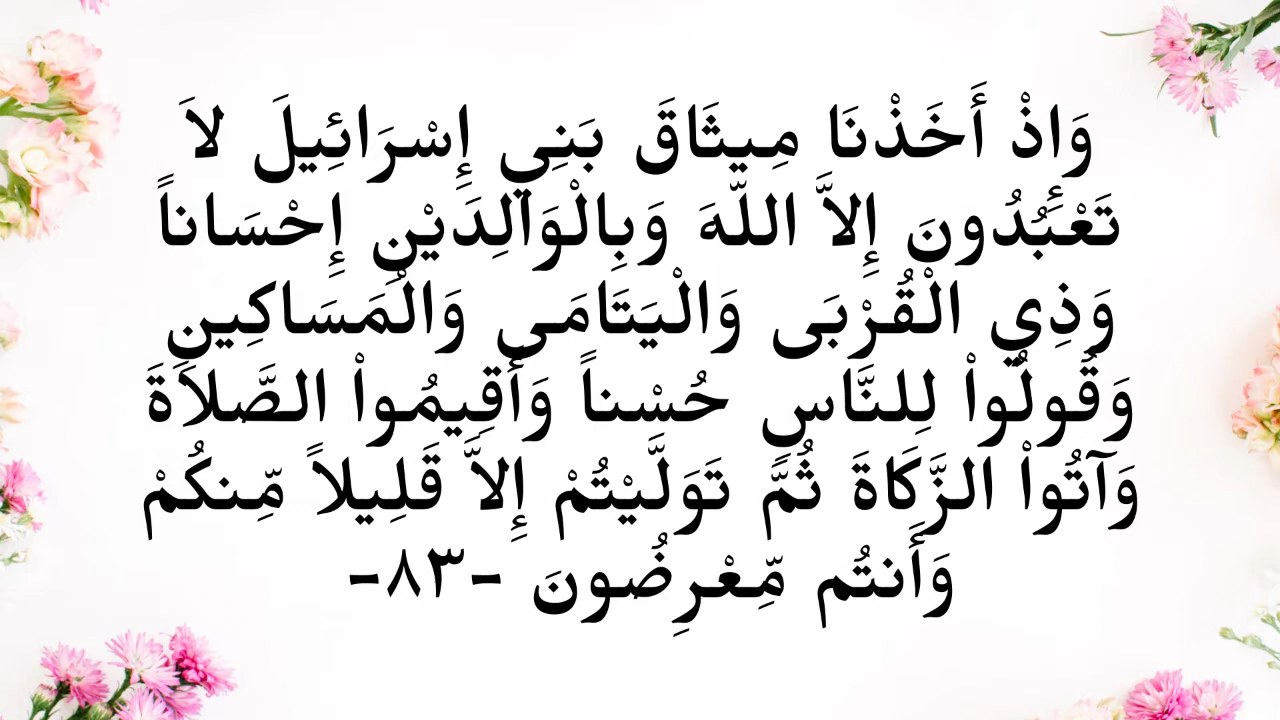 وَإِذْ أَخَذْنَا مِيثَاقَ بَنِي إِسْرَائِيلَ لاَ
تَعْبُدُونَ إِلاَّ اللّهَ وَبِالْوَالِدَيْنِ إِحْسَاناً
وَذِي الْقُرْبَى وَالْيَتَامَى وَالْمَسَاكِينِ
وَقُولُواْ لِلنَّاسِ حُسْناً وَأَقِيمُواْ الصَّلاَةَ
وَآتُواْ الزَّكَاةَ ثُمَّ تَوَلَّيْتُمْ إِلاَّ قَلِيلاً مِّنكُمْ
وَأَنتُم مِّعْرِضُونَ -٨٣-